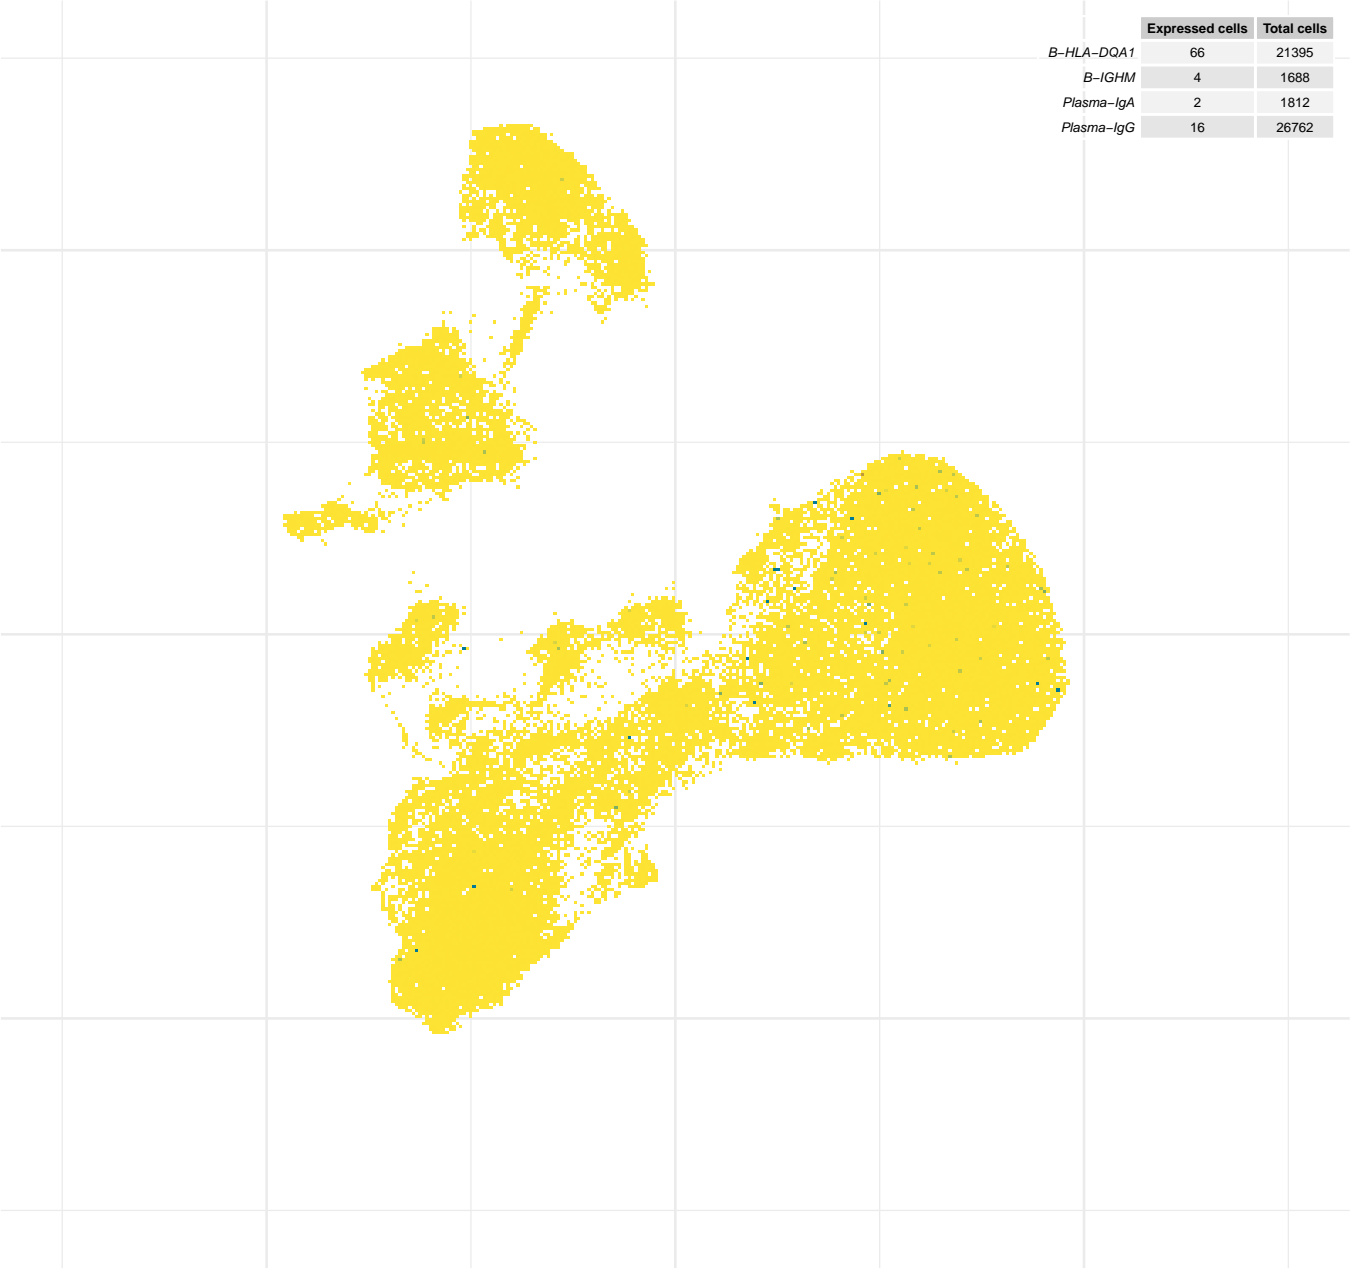 Expressed cells Total cells
B−HLA−DQA1 66 21395
B−IGHM 4 1688
Plasma−IgA 2 1812
Plasma−IgG 16 26762